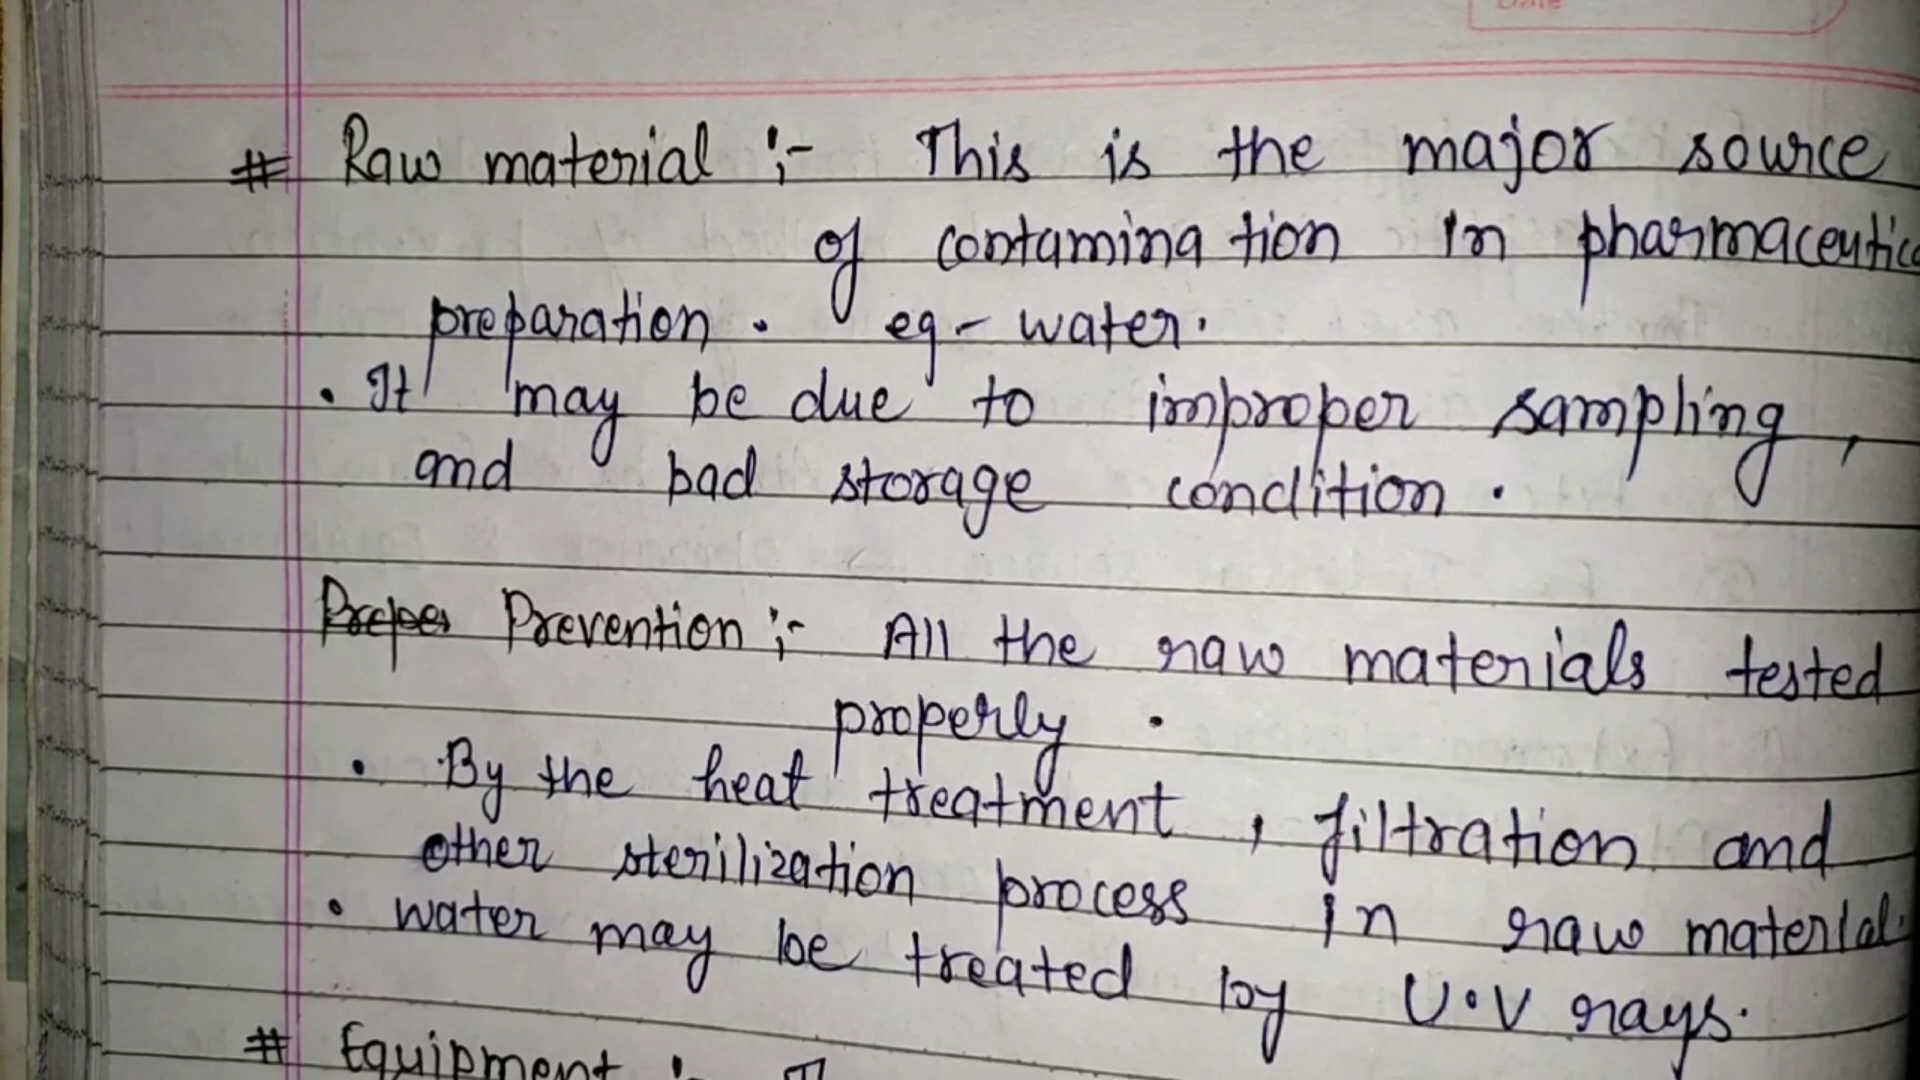 Date
# Raw material :- This is the major source
of contamination in pharmaceutic
preparation. eg - water.
• It may be due to improper sampling,
and bad storage condition.
Prevention :- All the raw materials tested
properly.
• By the heat treatment, filtration and
other sterilization process in raw material.
• water may be treated by U.V rays.
# Equipment :-